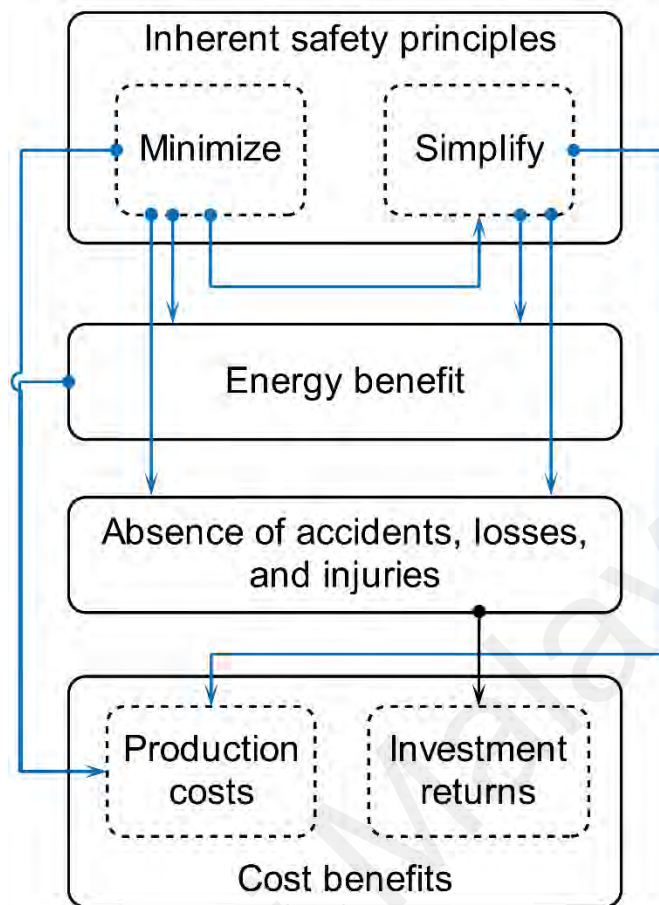 Inherent safety principles
Minimize
Simplify
Energy benefit
Absence of accidents, losses,
and injuries
Production
costs
Investment
returns
Cost benefits